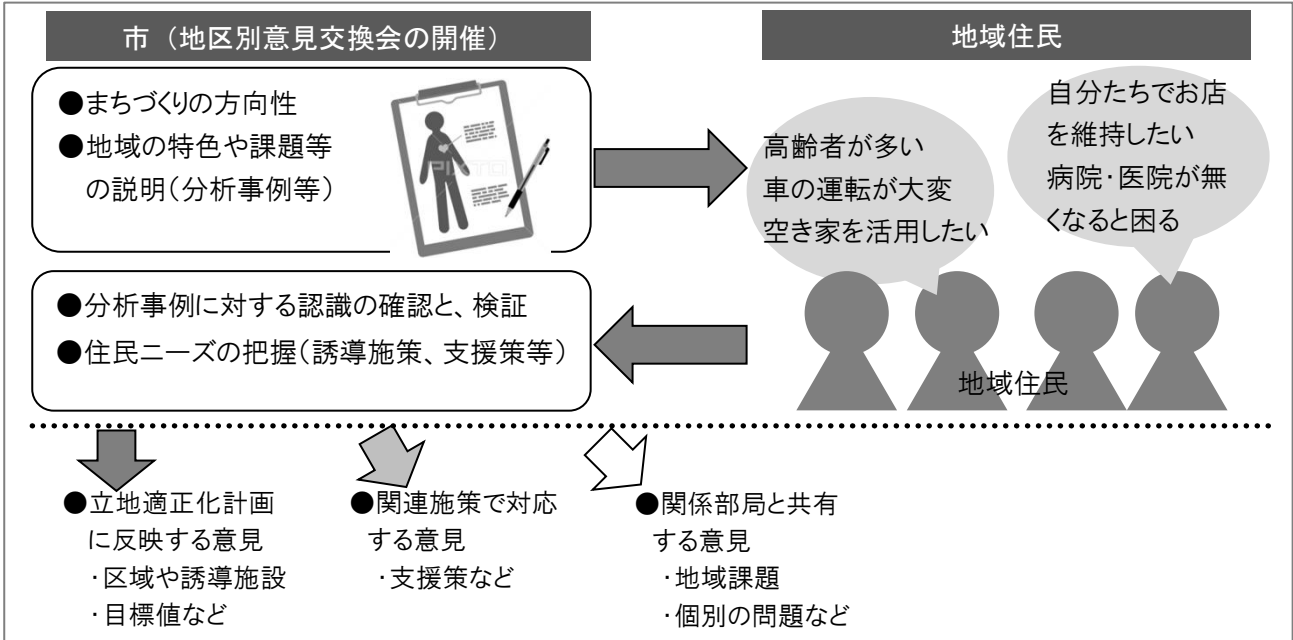 市（地区別意見交換会の開催）
●まちづくりの方向性
●地域の特色や課題等
の説明（分析事例等）
PIXTA
地域住民
高齢者が多い
車の運転が大変
空き家を活用したい
自分たちでお店
を維持したい
病院・医院が無
くなると困る
●分析事例に対する認識の確認と、検証
●住民ニーズの把握（誘導施策、支援策等）
地域住民
●立地適正化計画
に反映する意見
・区域や誘導施設
・目標値など
●関連施策で対応
する意見
・支援策など
●関係部局と共有
する意見
・地域課題
・個別の問題など